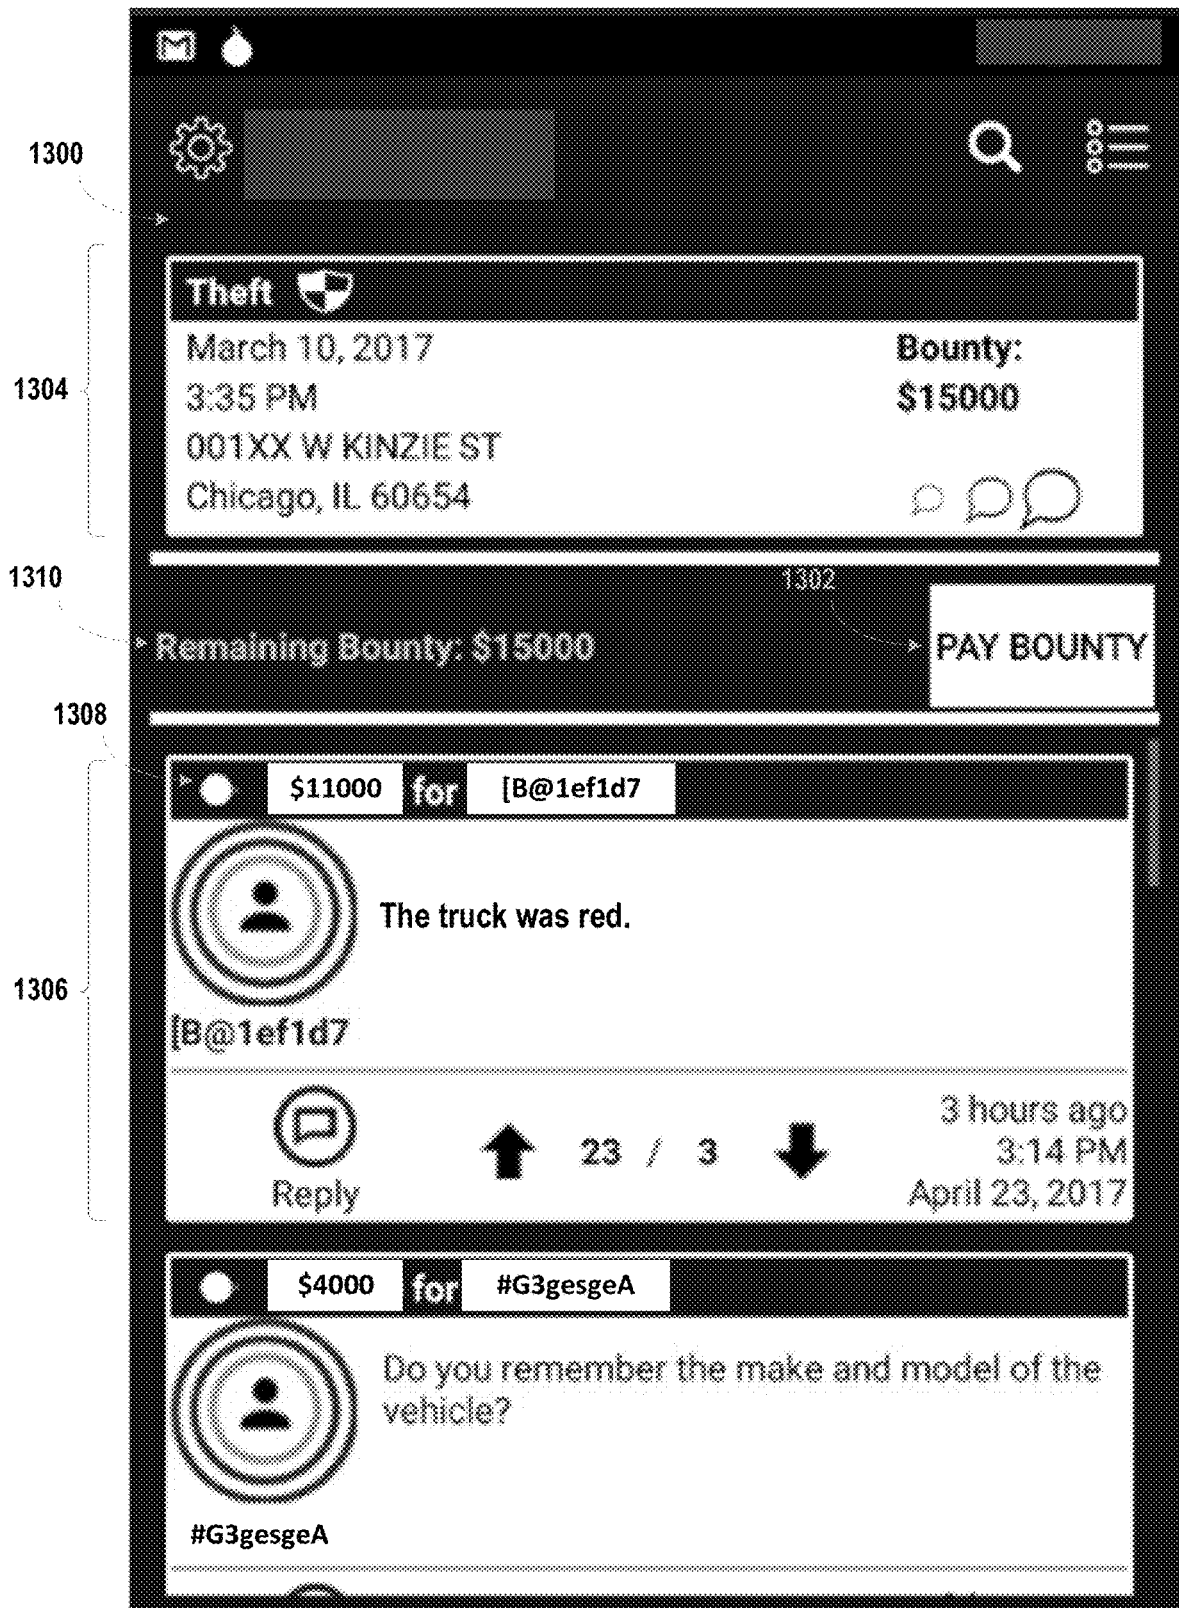 1300
Theft
March 10, 2017
Bounty:
1304
3:35 PM
$15000
001XX W KINZIE ST
Chicago, IL 60654
1310
1302
Remaining Bounty: $15000
PAY BOUNTY
1308
$11000 for [B@1ef1d7
The truck was red.
1306
[B@1ef1d7
3 hours ago
23 / 3
3:14 PM
Reply
April 23, 2017
$4000 for #G3gesgeA
Do you remember the make and model of the
vehicle?
#G3gesgeA